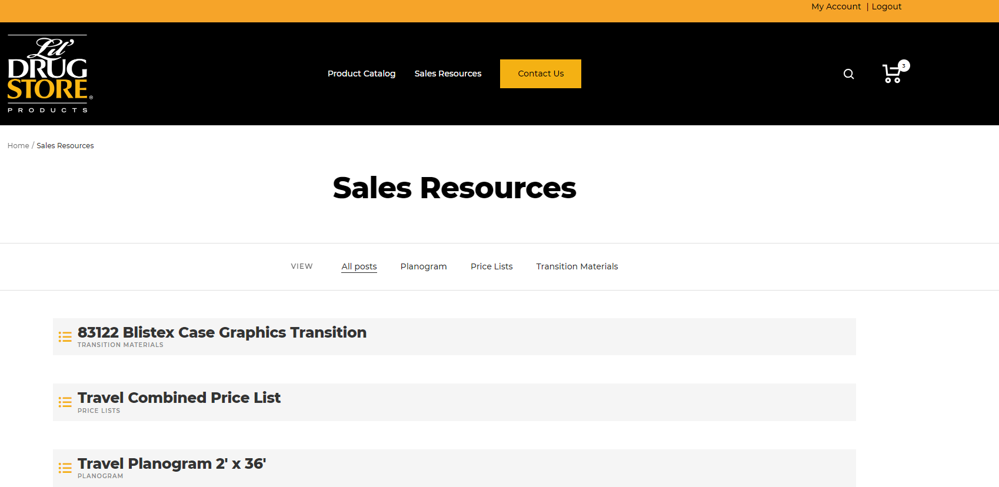 My Account | Logout
Lil'
DRUG
STORE®
PRODUCTS
Product Catalog
Sales Resources
Contact Us
3
Home / Sales Resources
Sales Resources
VIEW
All posts
Planogram
Price Lists
Transition Materials
83122 Blistex Case Graphics Transition
TRANSITION MATERIALS
Travel Combined Price List
PRICE LISTS
Travel Planogram 2' x 36'
PLANOGRAM